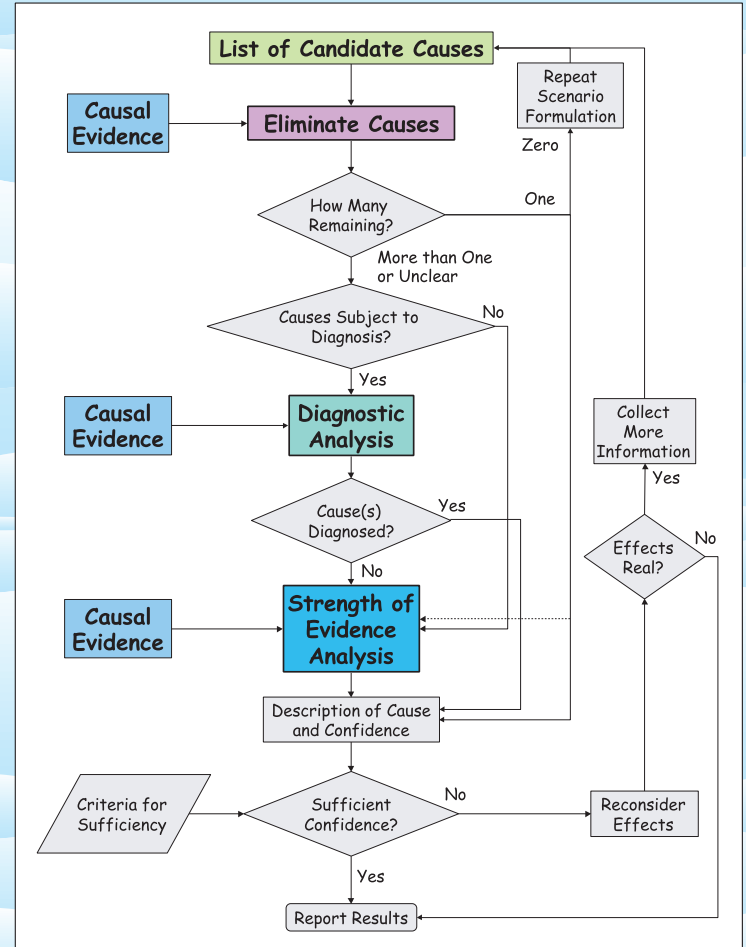 List of Candidate Causes
Repeat
Scenario
Formulation
Causal
Evidence
Eliminate Causes
Zero
How Many
Remaining?
One
More than One
or Unclear
Causes Subject to
Diagnosis?
No
Yes
Causal
Evidence
Diagnostic
Analysis
Collect
More
Information
Yes
Cause(s)
Diagnosed?
Yes
Effects
Real?
No
No
Causal
Evidence
Strength of
Evidence
Analysis
Description of Cause
and Confidence
Criteria for
Sufficiency
Sufficient
Confidence?
No
Reconsider
Effects
Yes
Report Results